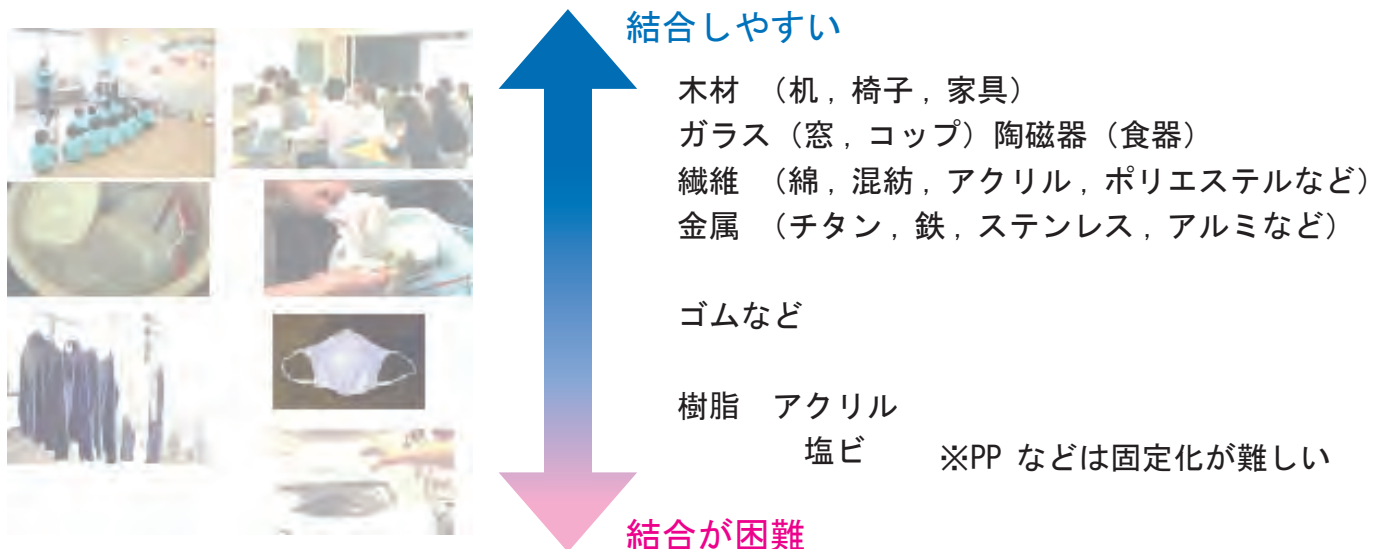 結合しやすい
木材　（机 , 椅子 , 家具）
ガラス（窓 , コップ）陶磁器（食器）
繊維　（綿 , 混紡 , アクリル , ポリエステルなど）
金属　（チタン , 鉄 , ステンレス , アルミなど）
ゴムなど
樹脂　アクリル
塩ビ　　※PP などは固定化が難しい
結合が困難